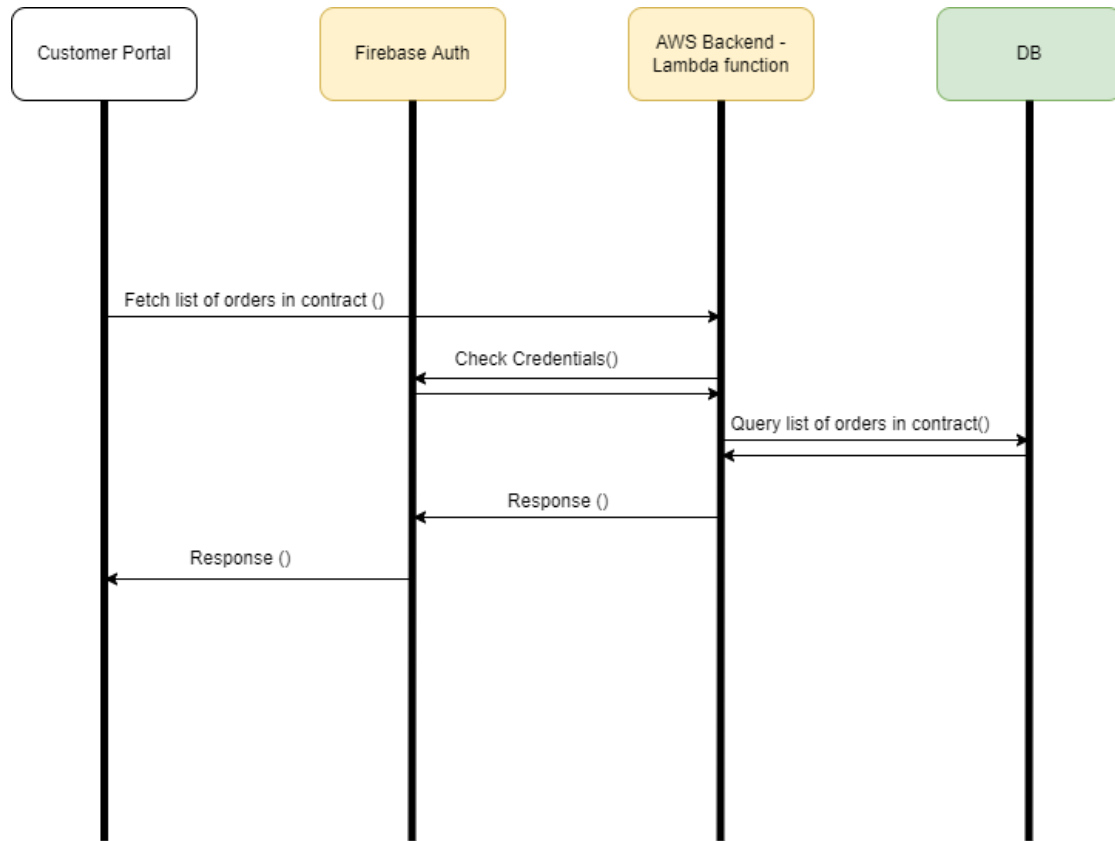 Customer Portal
Firebase Auth
AWS Backend -
Lambda function
DB
Fetch list of orders in contract ()
Check Credentials()
Query list of orders in contract()
Response ()
Response ()